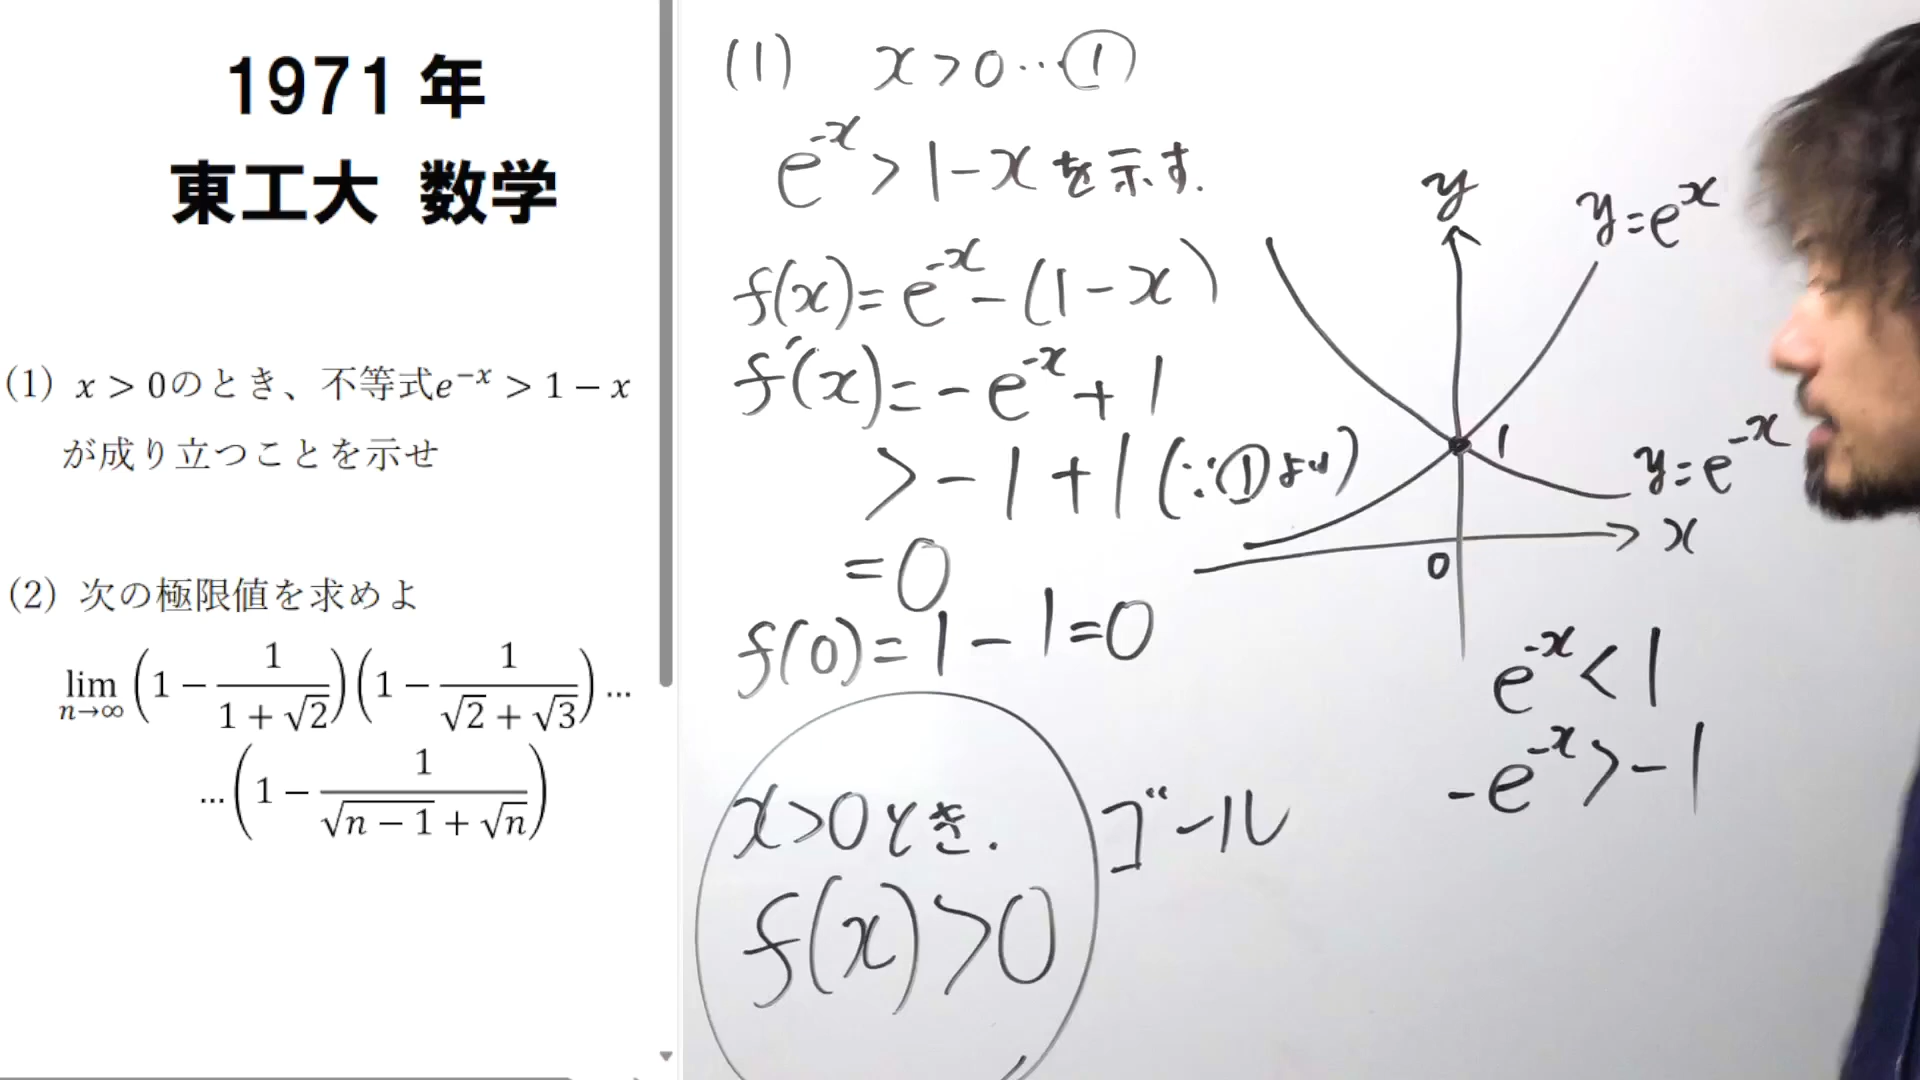 1971年
東工大 数学
(1) x > 0のとき、不等式e^{-x} > 1 − x
が成り立つことを示せ
(2) 次の極限値を求めよ
lim_{n→∞} (1 − 1/(1 + √2)) (1 − 1/(√2 + √3)) ...
... (1 − 1/(√(n − 1) + √n))
(1) x > 0 … ①
e^{-x} > 1 − x を示す.
f(x) = e^{-x} − (1 − x)
f'(x) = − e^{-x} + 1
> − 1 + 1 (∵ ①より)
= 0
f(0) = 1 − 1 = 0
x > 0 とき.
f(x) > 0
ゴール
y
y = e^x
1
y = e^{-x}
x
0
e^{-x} < 1
− e^{-x} > − 1